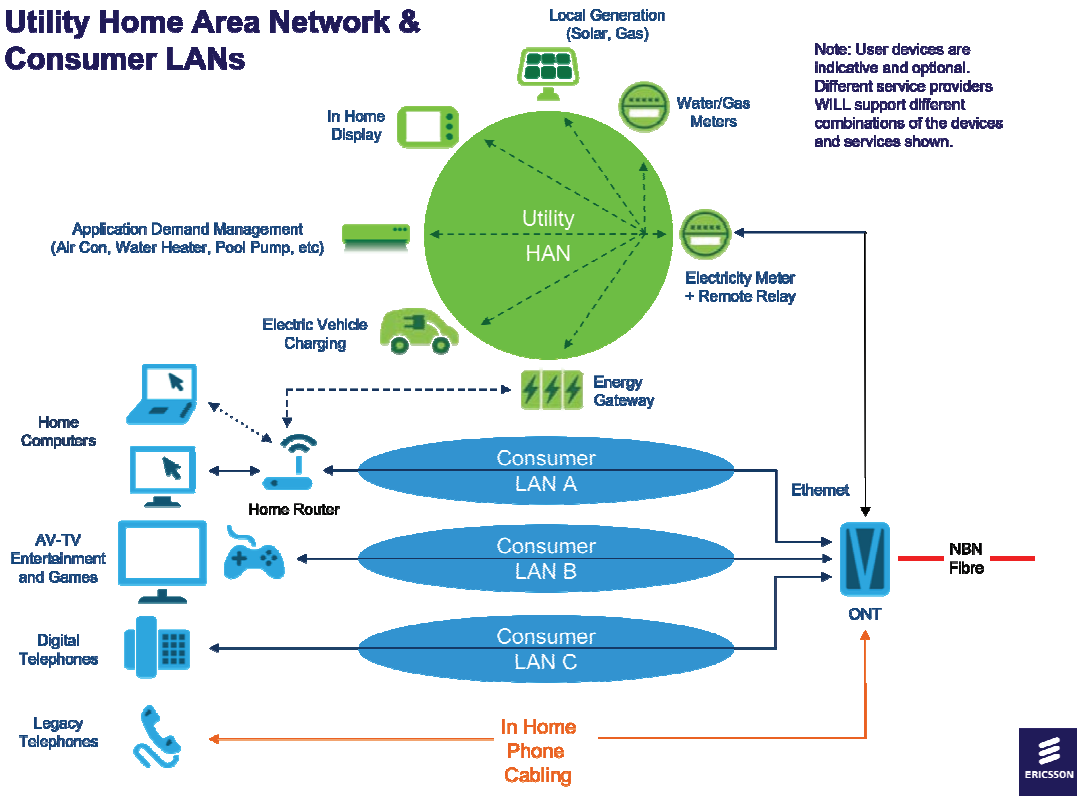 Utility Home Area Network &
Consumer LANs
Local Generation
(Solar, Gas)
Note: User devices are
indicative and optional.
Different service providers
WILL support different
combinations of the devices
and services shown.
In Home
Display
Water/Gas
Meters
Application Demand Management
(Air Con, Water Heater, Pool Pump, etc)
Utility
HAN
Electricity Meter
+ Remote Relay
Electric Vehicle
Charging
Energy
Gateway
Home
Computers
Home Router
Consumer
LAN A
Ethernet
AV-TV
Entertainment
and Games
Consumer
LAN B
NBN
Fibre
ONT
Digital
Telephones
Consumer
LAN C
Legacy
Telephones
In Home
Phone
Cabling
ERICSSON